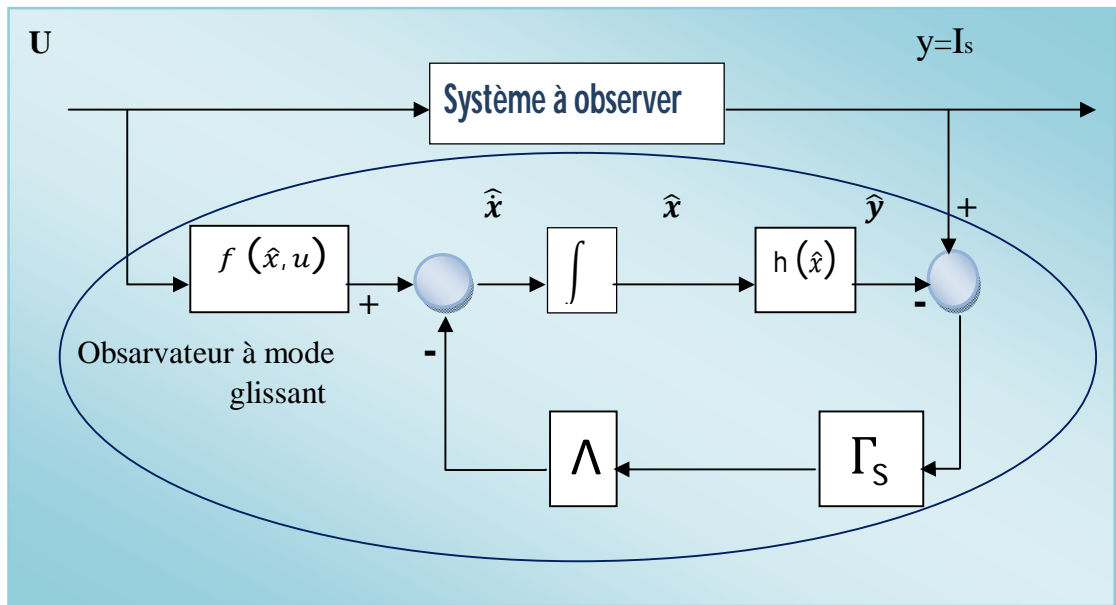 U
y=Is
Système à observer
x̂̇
x̂
ŷ
+
f (x̂, u)
∫
h (x̂)
+
-
-
Obsarvateur à mode
glissant
Λ
Γs